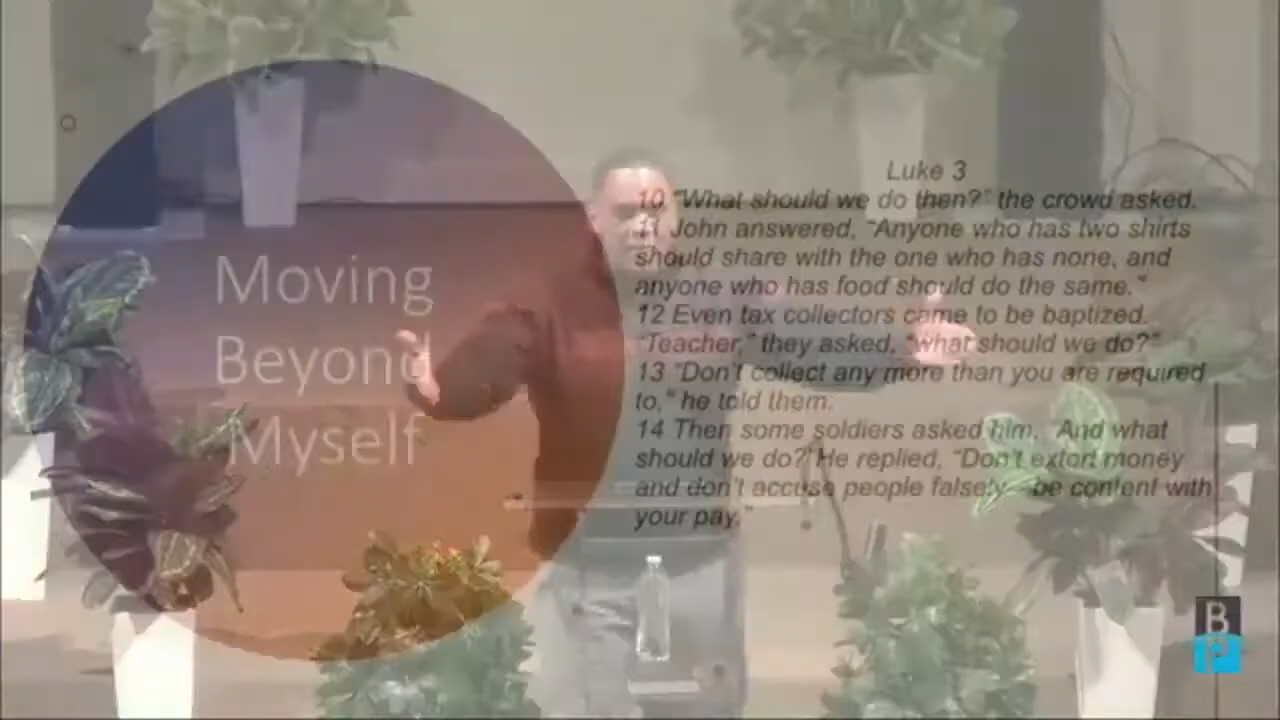 Moving
Beyond
Myself
Luke 3
10 "What should we do then?" the crowd asked.
11 John answered, "Anyone who has two shirts
should share with the one who has none, and
anyone who has food should do the same."
12 Even tax collectors came to be baptized.
"Teacher," they asked, "what should we do?"
13 "Don't collect any more than you are required
to," he told them.
14 Then some soldiers asked him, "And what
should we do?" He replied, "Don't extort money
and don't accuse people falsely—be content with
your pay."
B
P